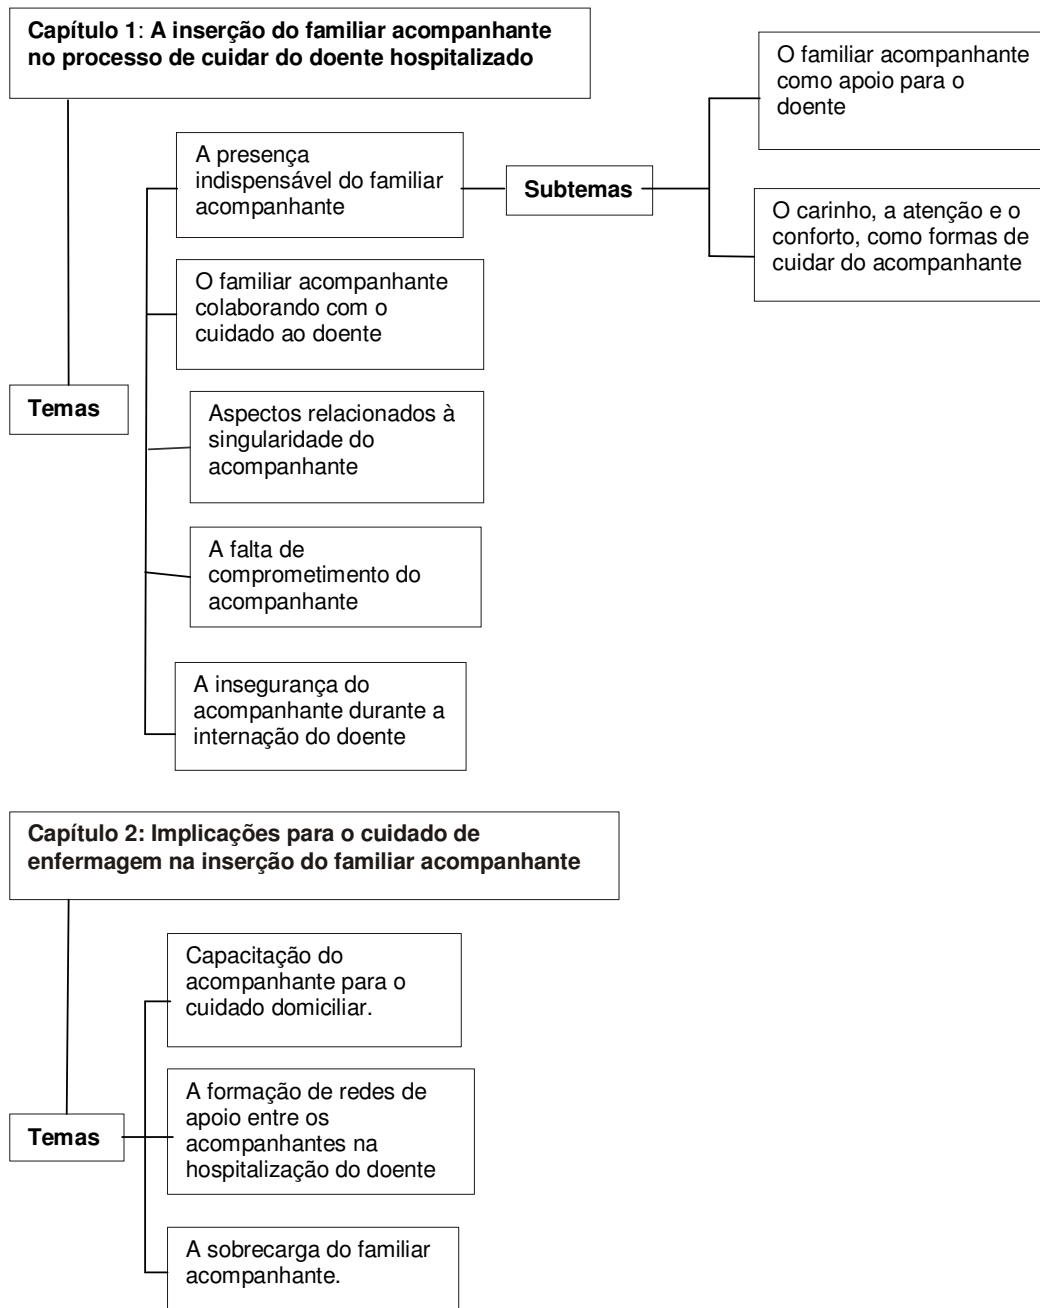 Capítulo 1: A inserção do familiar acompanhante
no processo de cuidar do doente hospitalizado
O familiar acompanhante
como apoio para o
doente
A presença
indispensável do familiar
acompanhante
Subtemas
O carinho, a atenção e o
conforto, como formas de
cuidar do acompanhante
O familiar acompanhante
colaborando com o
cuidado ao doente
Temas
Aspectos relacionados à
singularidade do
acompanhante
A falta de
comprometimento do
acompanhante
A insegurança do
acompanhante durante a
internação do doente
Capítulo 2: Implicações para o cuidado de
enfermagem na inserção do familiar acompanhante
Capacitação do
acompanhante para o
cuidado domiciliar.
A formação de redes de
apoio entre os
acompanhantes na
hospitalização do doente
Temas
A sobrecarga do familiar
acompanhante.